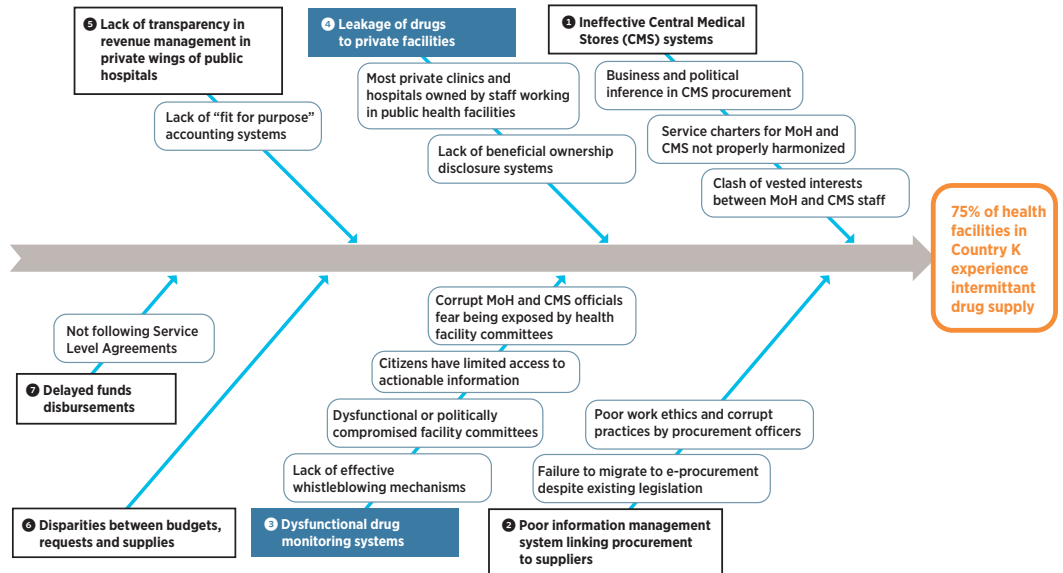 ❺ Lack of transparency in
revenue management in
private wings of public
hospitals
Lack of “fit for purpose”
accounting systems
❹ Leakage of drugs
to private facilities
Most private clinics and
hospitals owned by staff working
in public health facilities
Lack of beneficial ownership
disclosure systems
❶ Ineffective Central Medical
Stores (CMS) systems
Business and political
inference in CMS procurement
Service charters for MoH and
CMS not properly harmonized
Clash of vested interests
between MoH and CMS staff
75% of health
facilities in
Country K
experience
intermittant
drug supply
Not following Service
Level Agreements
❼ Delayed funds
disbursements
❻ Disparities between budgets,
requests and supplies
Corrupt MoH and CMS officials
fear being exposed by health
facility committees
Citizens have limited access to
actionable information
Dysfunctional or politically
compromised facility committees
Lack of effective
whistleblowing mechanisms
❸ Dysfunctional drug
monitoring systems
Poor work ethics and corrupt
practices by procurement officers
Failure to migrate to e-procurement
despite existing legislation
❷ Poor information management
system linking procurement
to suppliers